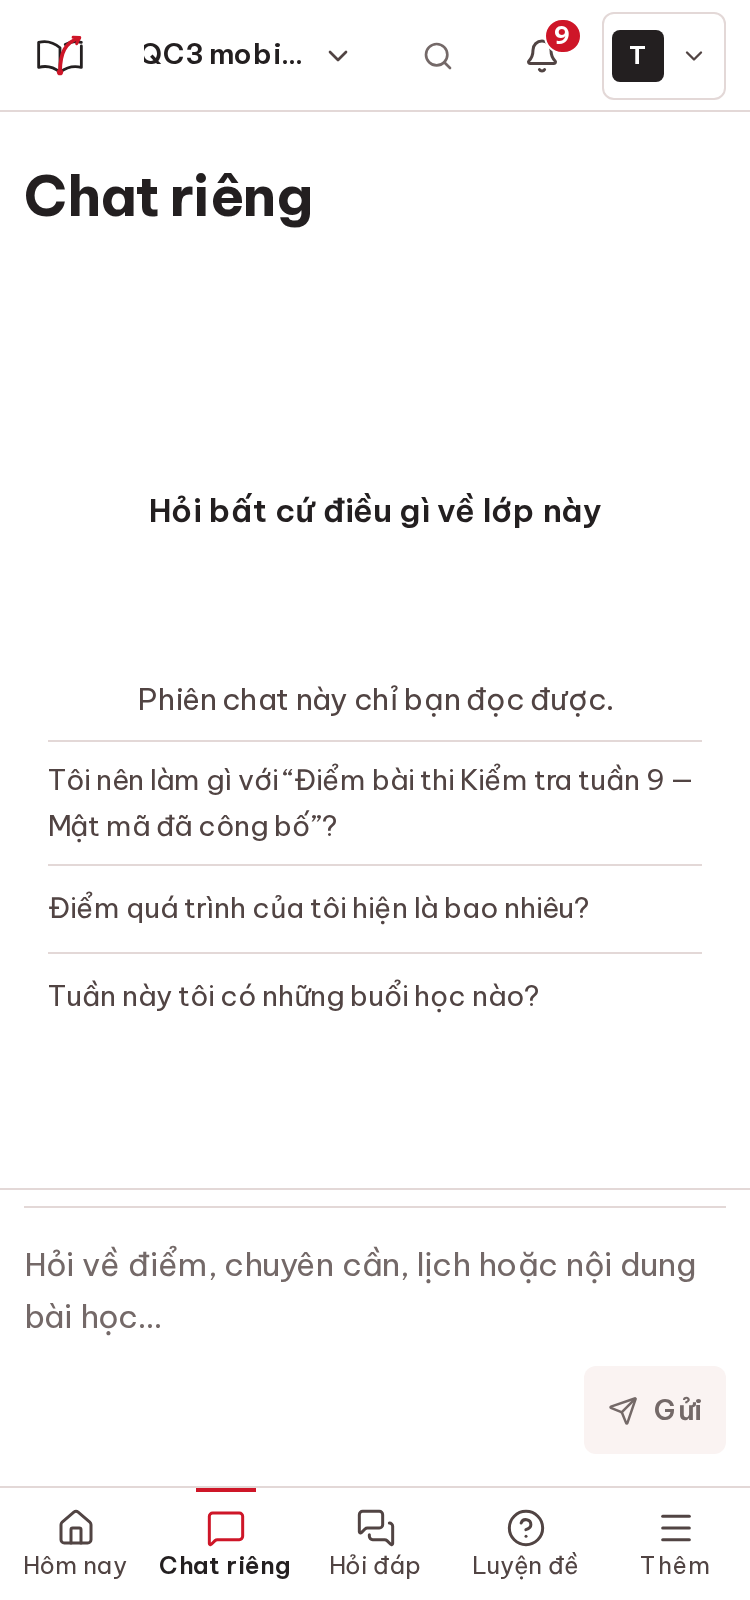 QC3 mobi...
9
T
Chat riêng
Hỏi bất cứ điều gì về lớp này
Phiên chat này chỉ bạn đọc được.
Tôi nên làm gì với “Điểm bài thi Kiểm tra tuần 9 —
Mật mã đã công bố”?
Điểm quá trình của tôi hiện là bao nhiêu?
Tuần này tôi có những buổi học nào?
Hỏi về điểm, chuyên cần, lịch hoặc nội dung
bài học...
Gửi
Hôm nay
Chat riêng
Hỏi đáp
Luyện đề
Thêm